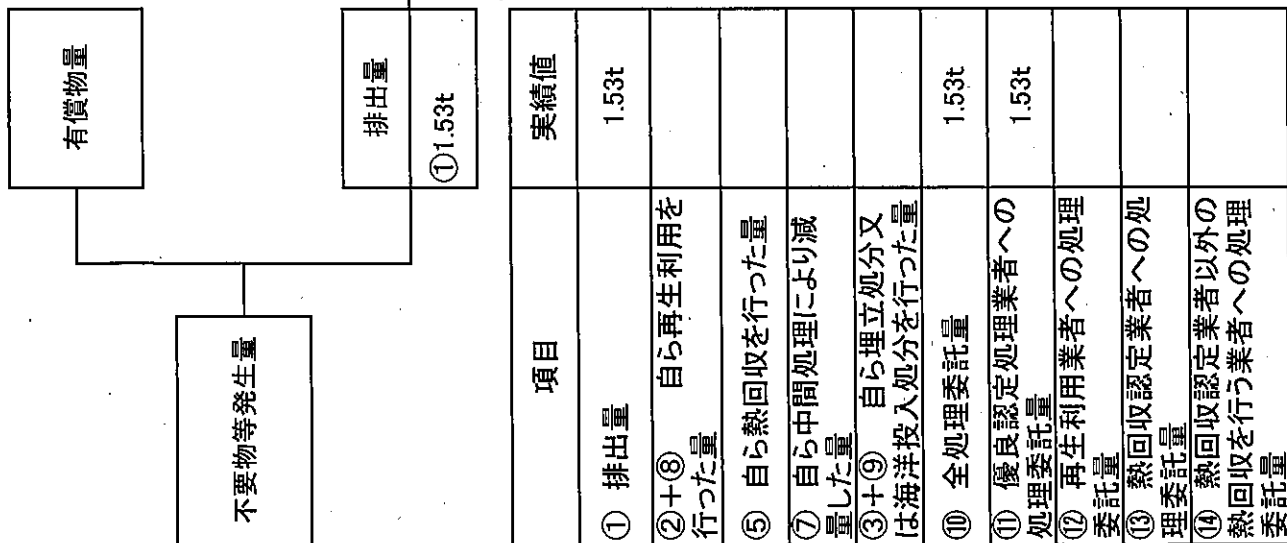 不要物等発生量
有償物量
排出量
①1.53t
項目
実績値
① 排出量
1.53t
②+⑧ 自ら再生利用を
行った量
⑤ 自ら熱回収を行った量
⑦ 自ら中間処理により減
量した量
③+⑨ 自ら埋立処分又
は海洋投入処分を行った量
⑩ 全処理委託量
1.53t
⑪ 優良認定処理業者への
処理委託量
1.53t
⑫ 再生利用業者への処理
委託量
⑬ 熱回収認定業者への処
理委託量
⑭ 熱回収認定業者以外の
熱回収を行う業者への処理
委託量